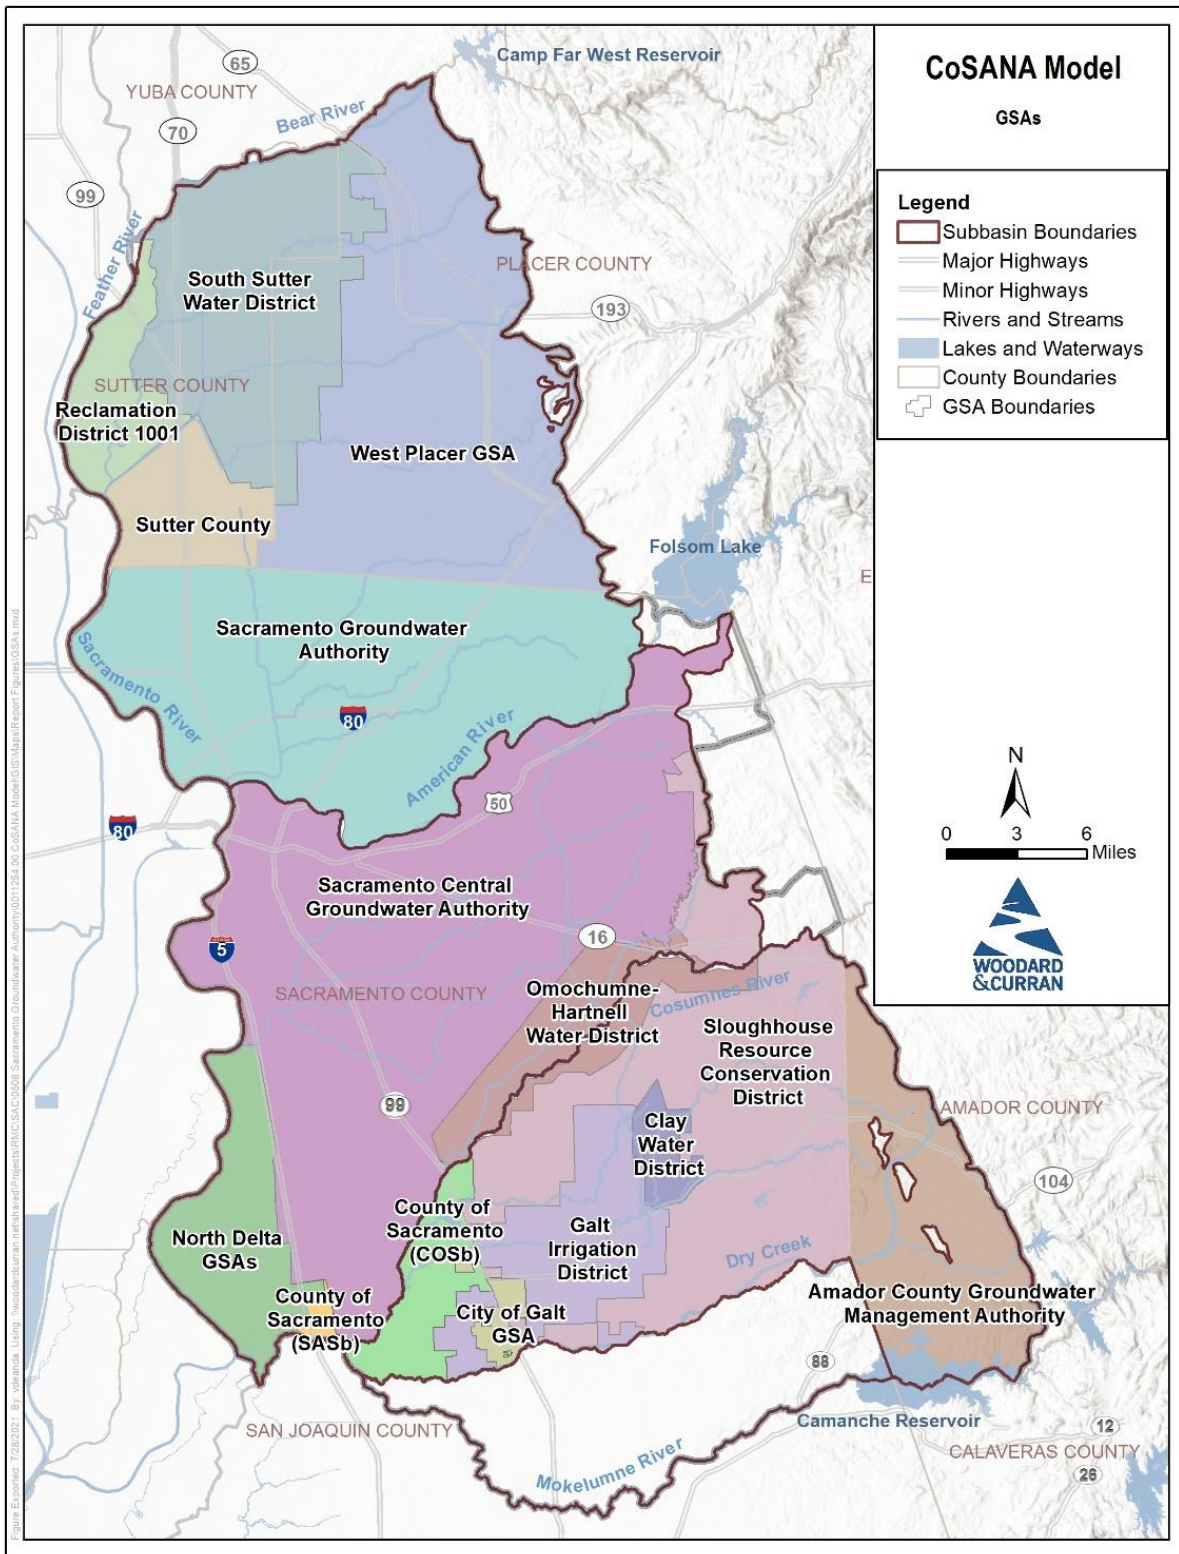 CoSANA Model
GSAs
Legend
Subbasin Boundaries
Major Highways
Minor Highways
Rivers and Streams
Lakes and Waterways
County Boundaries
GSA Boundaries
Camp Far West Reservoir
65
YUBA COUNTY
Bear River
70
99
Feather River
PLACER COUNTY
South Sutter
Water District
193
SUTTER COUNTY
Reclamation
District 1001
West Placer GSA
Sutter County
Folsom Lake
E
Sacramento Groundwater
Authority
Sacramento River
80
American River
50
80
Sacramento Central
Groundwater Authority
16
5
SACRAMENTO COUNTY
Omochumne-
Hartnell
Water District
Cosumnes River
Sloughhouse
Resource
Conservation
District
99
AMADOR COUNTY
Clay
Water
District
104
County of
Sacramento
(COSb)
North Delta
GSAs
Galt
Irrigation
District
Dry Creek
County of
Sacramento
(SASb)
City of Galt
GSA
Amador County Groundwater
Management Authority
88
SAN JOAQUIN COUNTY
Camanche Reservoir
12
CALAVERAS COUNTY
26
Mokelumne River
N
0 3 6
Miles
WOODARD
&CURRAN